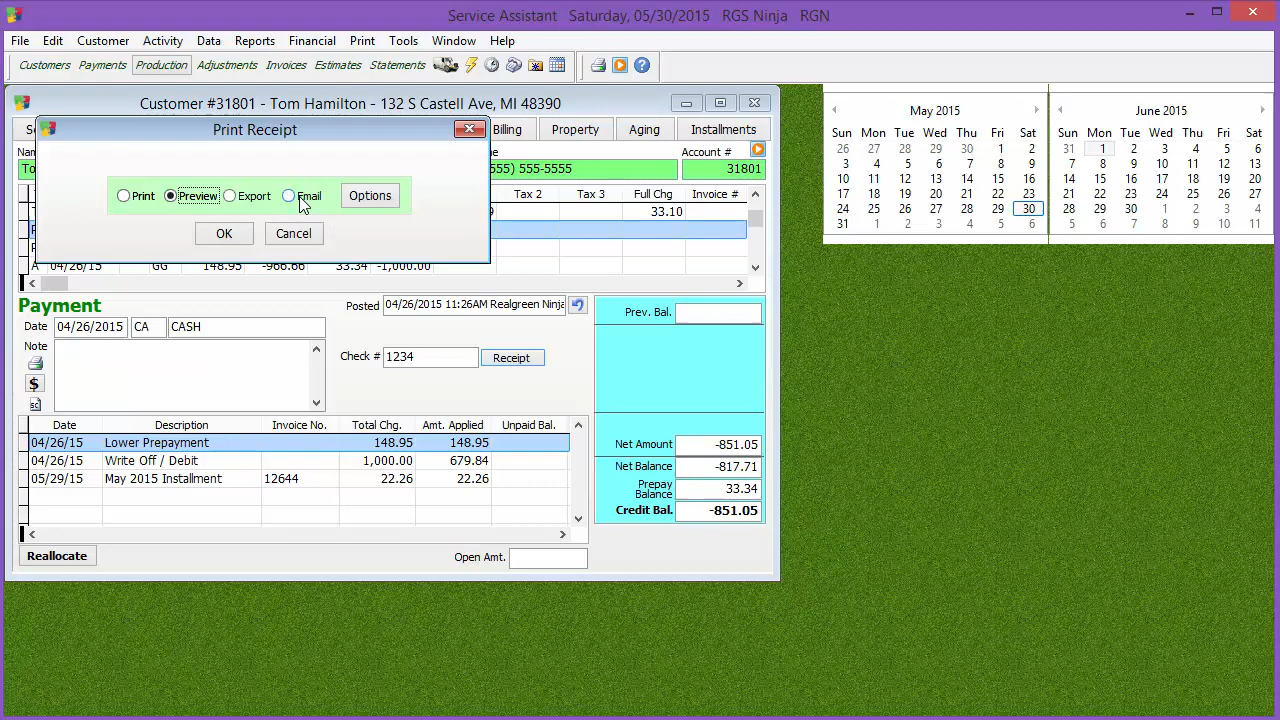 Service Assistant Saturday, 05/30/2015 RGS Ninja RGN
File Edit Customer Activity Data Reports Financial Print Tools Window Help
Customers Payments Production Adjustments Invoices Estimates Statements
Customer #31801 - Tom Hamilton - 132 S Castell Ave, MI 48390
Print Receipt
Billing Property Aging Installments
Account #
555-5555 31801
Tax 2 Tax 3 Full Chg Invoice #
33.10
Print Preview Export Email Options
OK Cancel
A 04/26/15 GG 148.95 -966.66 33.34 -1,000.00
Payment
Posted 04/26/2015 11:26AM Realgreen Ninja
Date 04/26/2015 CA CASH
Note
Check # 1234 Receipt
$
Prev. Bal.
Date Description Invoice No. Total Chg. Amt. Applied Unpaid Bal.
04/26/15 Lower Prepayment 148.95 148.95
04/26/15 Write Off / Debit 1,000.00 679.84
05/29/15 May 2015 Installment 12644 22.26 22.26
Net Amount -851.05
Net Balance -817.71
Prepay
Balance 33.34
Credit Bal. -851.05
Reallocate
Open Amt.
May 2015
Sun Mon Tue Wed Thu Fri Sat
26 27 28 29 30 1 2
3 4 5 6 7 8 9
10 11 12 13 14 15 16
17 18 19 20 21 22 23
24 25 26 27 28 29 30
31 1 2 3 4 5 6
June 2015
Sun Mon Tue Wed Thu Fri Sat
31 1 2 3 4 5 6
7 8 9 10 11 12 13
14 15 16 17 18 19 20
21 22 23 24 25 26 27
28 29 30 1 2 3 4
5 6 7 8 9 10 11